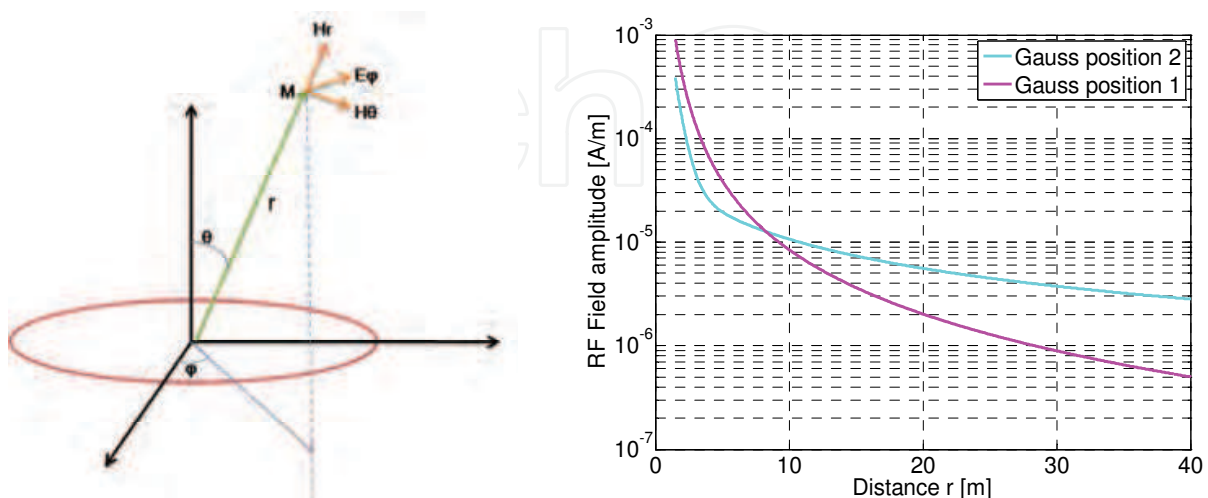 Hr
Eφ
M
Hθ
r
θ
φ
RF Field amplitude [A/m]
10^-3
10^-4
10^-5
10^-6
10^-7
Gauss position 2
Gauss position 1
0
10
20
30
40
Distance r [m]